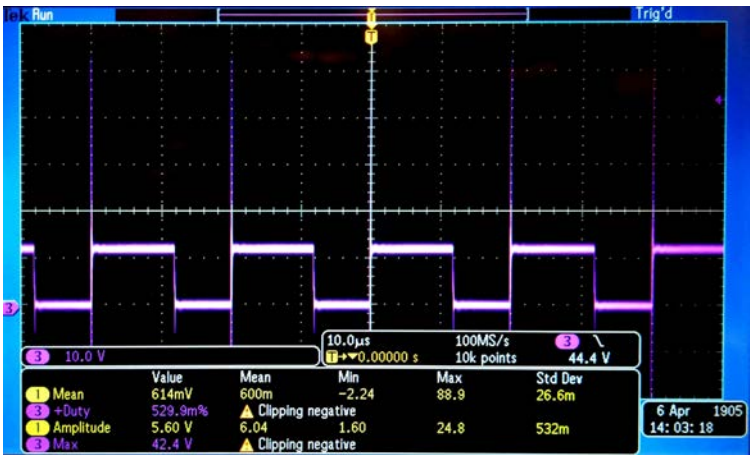 Tek Run Trig'd
T
3
3 10.0 V 10.0µs 100MS/s 3
T→▼0.00000 s 10k points 44.4 V
Value Mean Min Max Std Dev
1 Mean 614mV 600m −2.24 88.9 26.6m
3 +Duty 529.9m% Clipping negative
1 Amplitude 5.60 V 6.04 1.60 24.8 532m
3 Max 42.4 V Clipping negative
6 Apr 1905
14:03:18